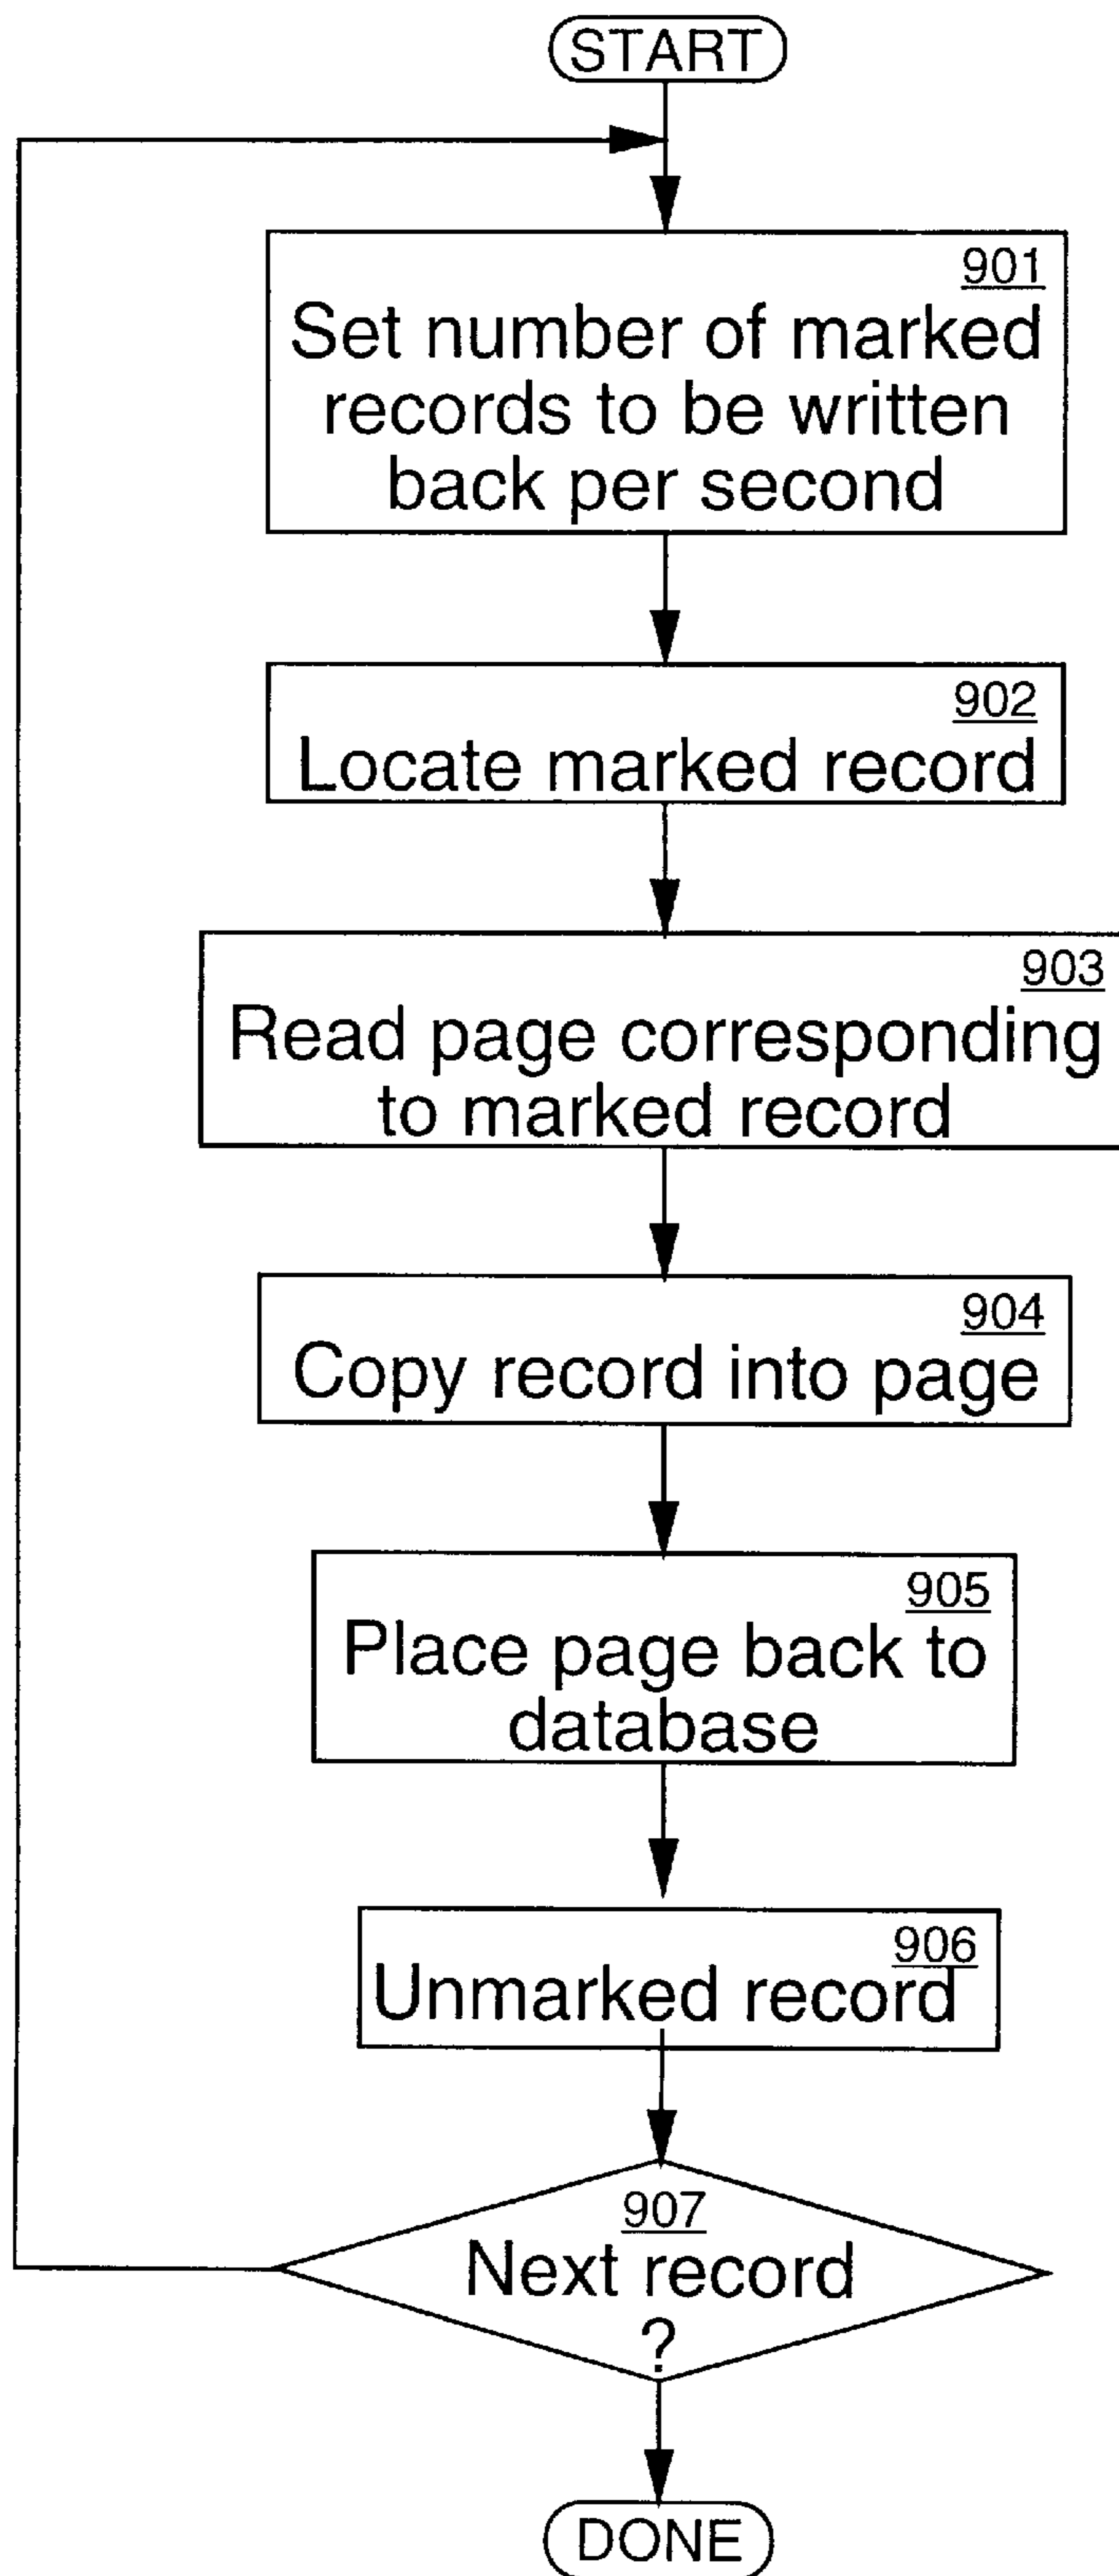 START
901
Set number of marked
records to be written
back per second
902
Locate marked record
903
Read page corresponding
to marked record
904
Copy record into page
905
Place page back to
database
906
Unmarked record
907
Next record
?
DONE